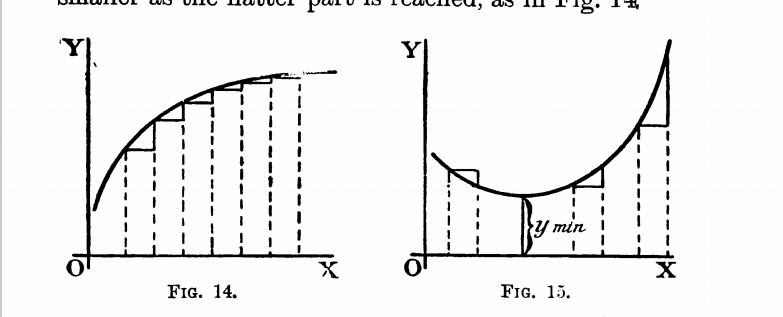 smaller as the flatter part is reached, as in Fig. 14,
Y
Y
y min
O
X
O
X
FIG. 14.
FIG. 15.